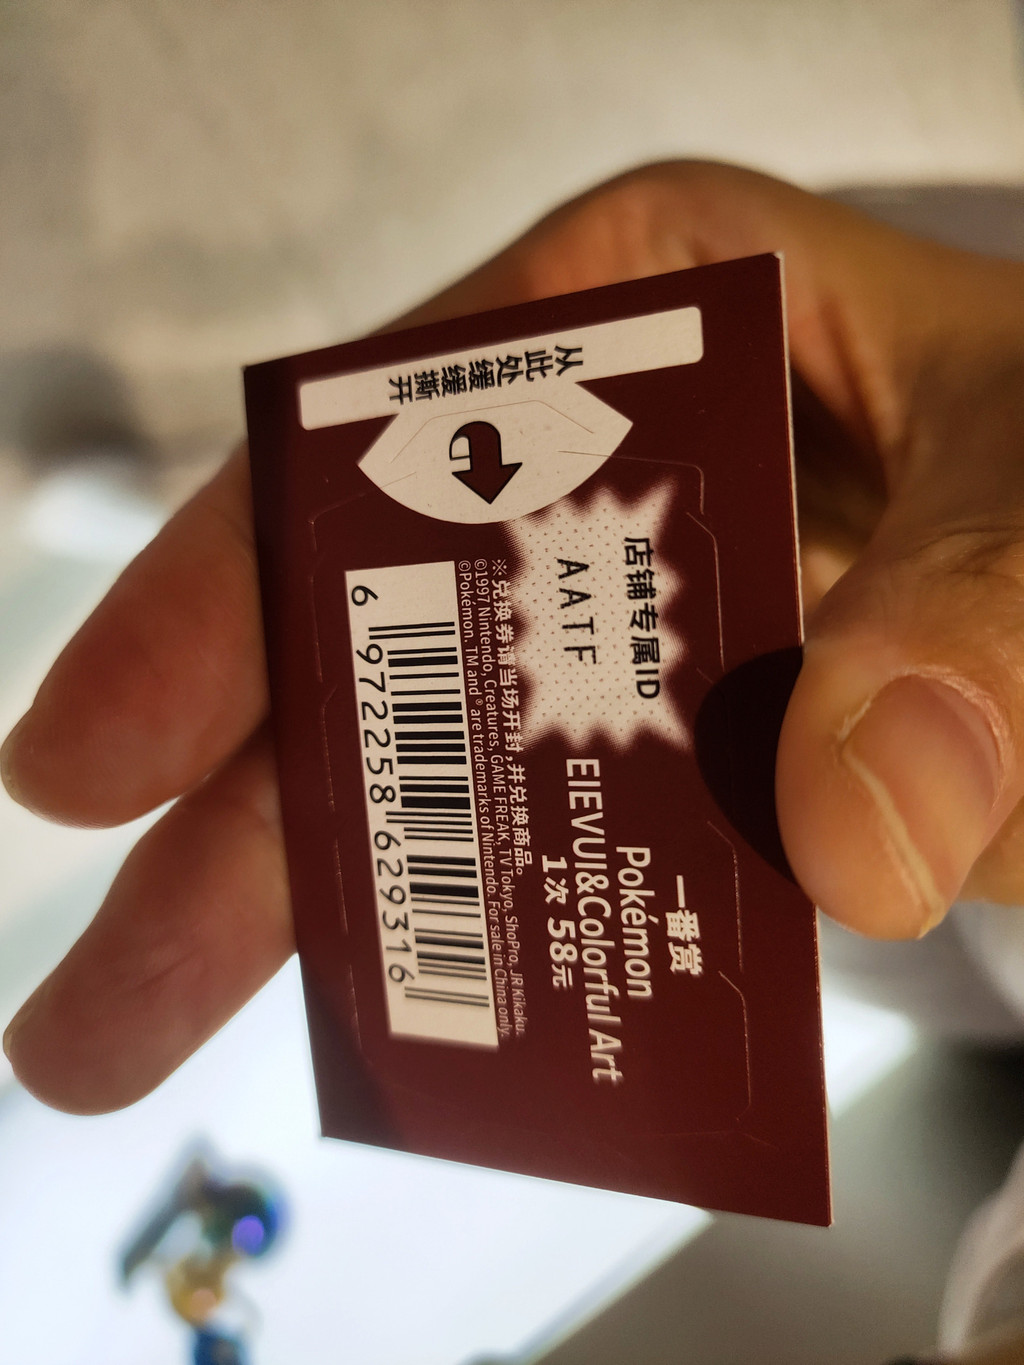 从此处缓缓撕开
店铺专属ID
AATF
一番赏
Pokémon
EIEVUI&Colorful Art
1次 58元
※兑换券请当场开封，并兑换商品。
©1997 Nintendo, Creatures, GAME FREAK, TV Tokyo, ShoPro, JR Kikaku.
©Pokémon. TM and ® are trademarks of Nintendo. For sale in China only.
6 972258 629316